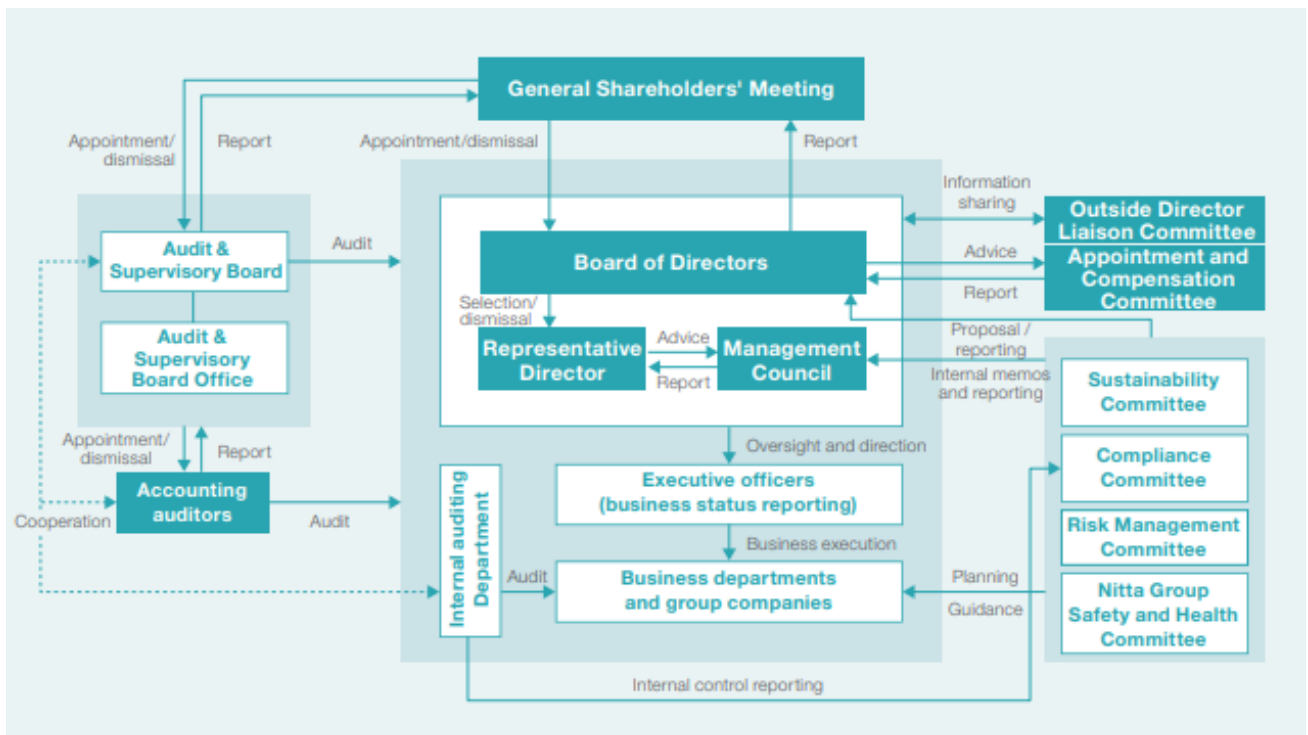 General Shareholders' Meeting
Appointment/
dismissal
Report
Appointment/dismissal
Report
Information
sharing
Outside Director
Liaison Committee
Audit &
Supervisory Board
Audit
Board of Directors
Advice
Appointment and
Compensation
Committee
Report
Selection/
dismissal
Audit &
Supervisory
Board Office
Representative
Director
Advice
Report
Management
Council
Proposal /
reporting
Internal memos
and reporting
Sustainability
Committee
Appointment/
dismissal
Report
Oversight and direction
Compliance
Committee
Accounting
auditors
Cooperation
Audit
Internal auditing
Department
Executive officers
(business status reporting)
Risk Management
Committee
Business execution
Audit
Business departments
and group companies
Planning
Guidance
Nitta Group
Safety and Health
Committee
Internal control reporting